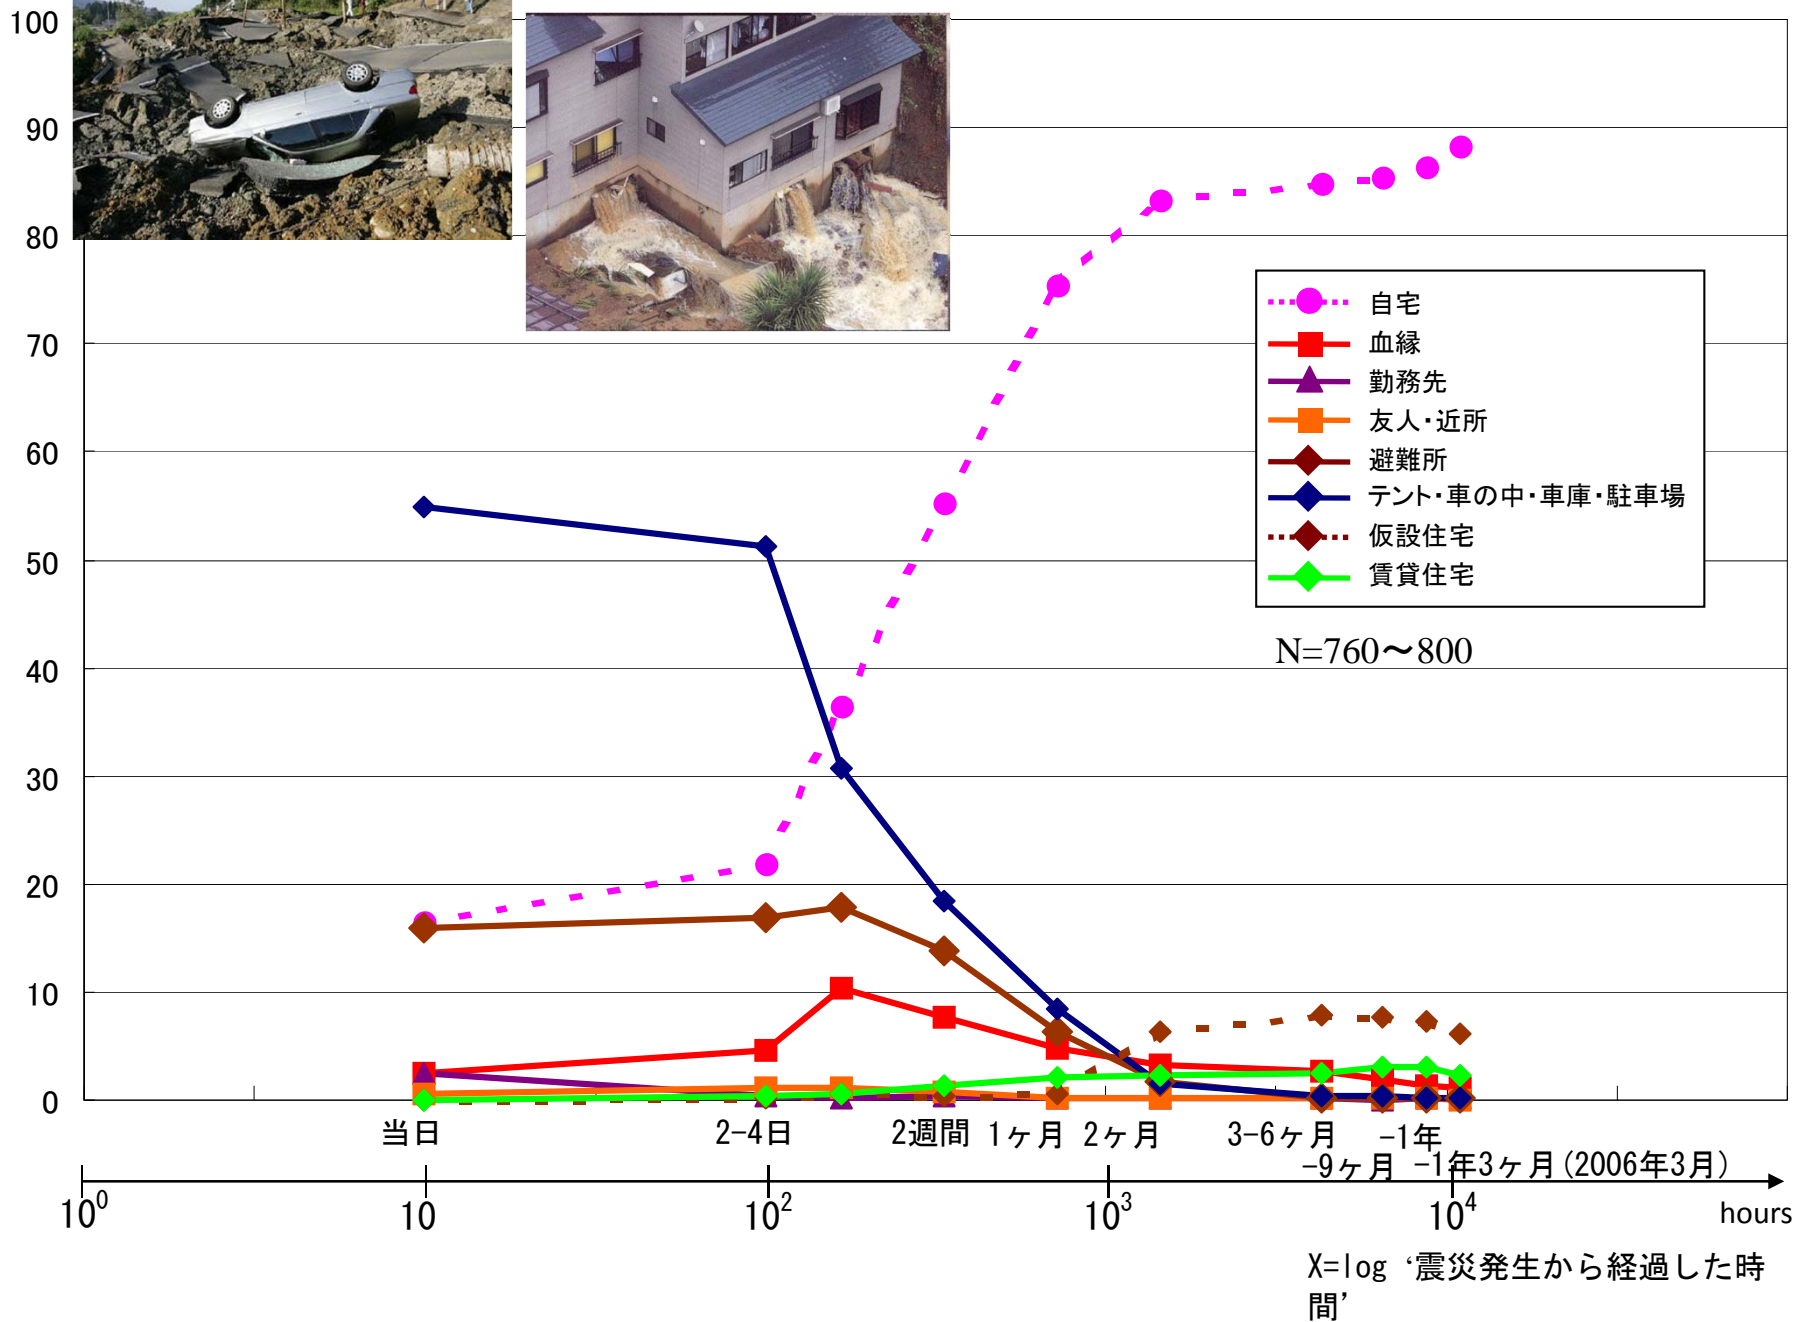 100
90
80
70
60
50
40
30
20
10
0
自宅
血縁
勤務先
友人・近所
避難所
テント・車の中・車庫・駐車場
仮設住宅
賃貸住宅
N=760～800
当日
2-4日
2週間
1ヶ月
2ヶ月
3-6ヶ月
-1年
-9ヶ月
-1年3ヶ月(2006年3月)
10⁰
10
10²
10³
10⁴
hours
X=log ‘震災発生から経過した時
間’